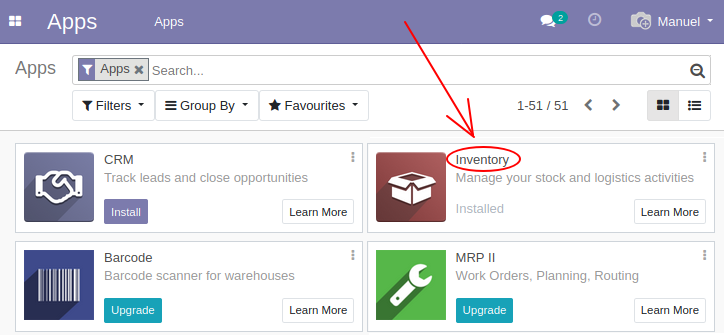 Apps
Apps
2
Manuel
Apps
Apps
Search...
Filters
Group By
Favourites
1-51 / 51
CRM
Track leads and close opportunities
Install
Learn More
Inventory
Manage your stock and logistics activities
Installed
Learn More
Barcode
Barcode scanner for warehouses
Upgrade
Learn More
MRP II
Work Orders, Planning, Routing
Upgrade
Learn More